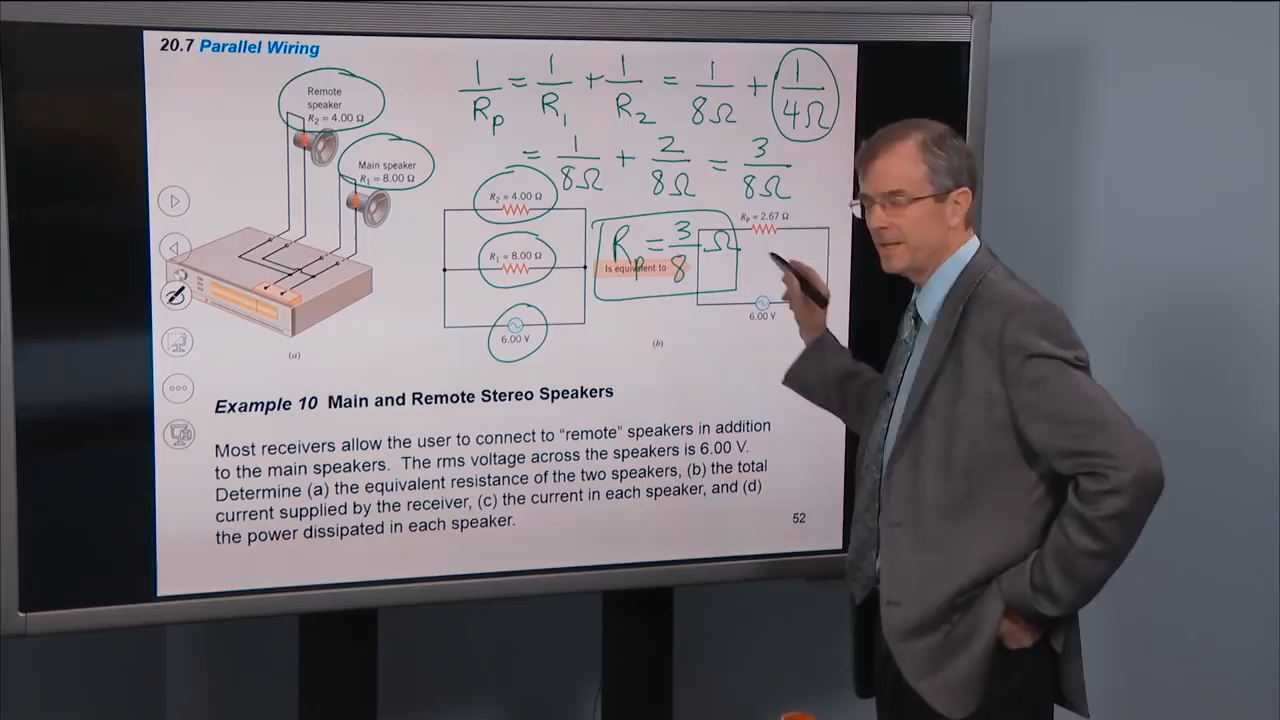 20.7 Parallel Wiring
1/Rp = 1/R1 + 1/R2 = 1/8Ω + 1/4Ω
= 1/8Ω + 2/8Ω = 3/8Ω
Remote
speaker
R2 = 4.00 Ω
Main speaker
R1 = 8.00 Ω
R2 = 4.00 Ω
R1 = 8.00 Ω
6.00 V
Rp = 3/8 Ω
Is equivalent to
Rp = 2.67 Ω
6.00 V
(a)
(b)
Example 10 Main and Remote Stereo Speakers
Most receivers allow the user to connect to “remote” speakers in addition
to the main speakers. The rms voltage across the speakers is 6.00 V.
Determine (a) the equivalent resistance of the two speakers, (b) the total
current supplied by the receiver, (c) the current in each speaker, and (d)
the power dissipated in each speaker.
52